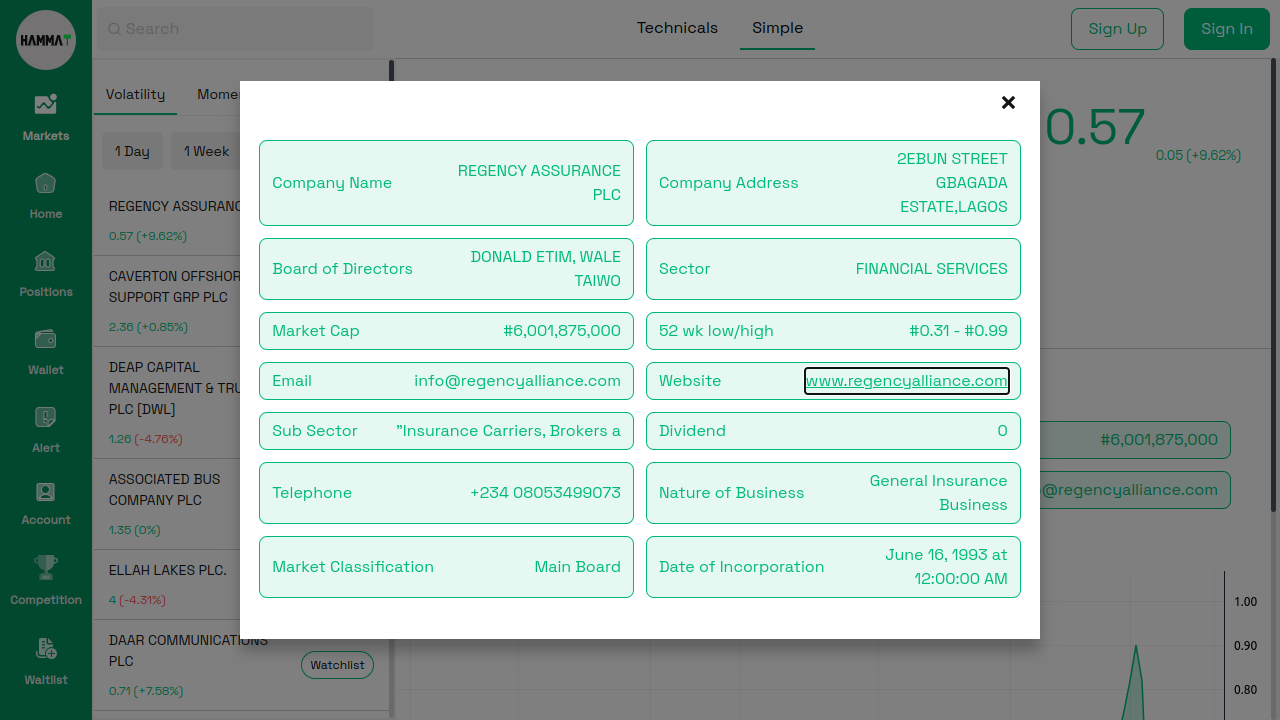 HAMMA
Search
Technicals
Simple
Sign Up
Sign In
Markets
Home
Positions
Wallet
Alert
Account
Competition
Waitlist
Volatility
1 Day
1 Week
0.57 (+9.62%)
CAVERTON OFFSHOR
SUPPORT GRP PLC
2.36 (+0.85%)
DEAP CAPITAL
MANAGEMENT & TRU
PLC [DWL]
1.26 (-4.76%)
ASSOCIATED BUS
COMPANY PLC
1.35 (0%)
ELLAH LAKES PLC.
4 (-4.31%)
DAAR COMMUNICATIONS
PLC
Watchlist
0.71 (+7.58%)
0.57
0.05 (+9.62%)
Company Name
REGENCY ASSURANCE
PLC
Company Address
2EBUN STREET
GBAGADA
ESTATE,LAGOS
Board of Directors
DONALD ETIM, WALE
TAIWO
Sector
FINANCIAL SERVICES
Market Cap
#6,001,875,000
52 wk low/high
#0.31 - #0.99
Email
info@regencyalliance.com
Website
www.regencyalliance.com
Sub Sector
"Insurance Carriers, Brokers a
Dividend
0
Telephone
+234 08053499073
Nature of Business
General Insurance
Business
Market Classification
Main Board
Date of Incorporation
June 16, 1993 at
12:00:00 AM
#6,001,875,000
@regencyalliance.com
1.00
0.90
0.80